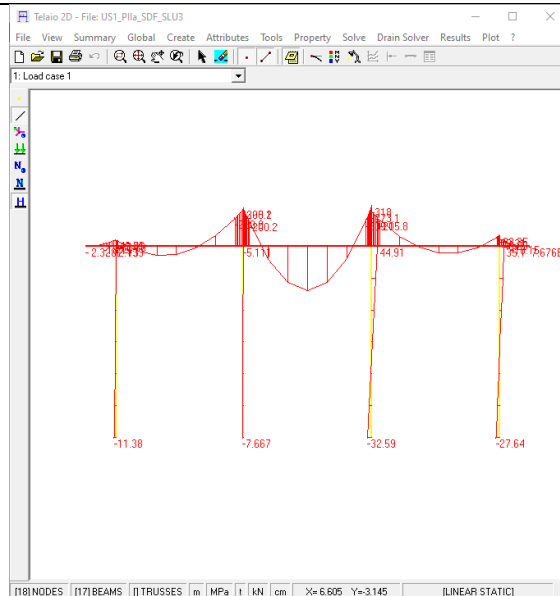 Telaio 2D - File: US1_PIIa_SDF_SLU3
File View Summary Global Create Attributes Tools Property Solve Drain Solver Results Plot ?
1: Load case 1
N
H
318
-5.111
44.91
-11.38
-7.667
-32.59
-27.64
[18] NODES [17] BEAMS [] TRUSSES m MPa t kN cm X= 6.605 Y=-3.145 [LINEAR STATIC]